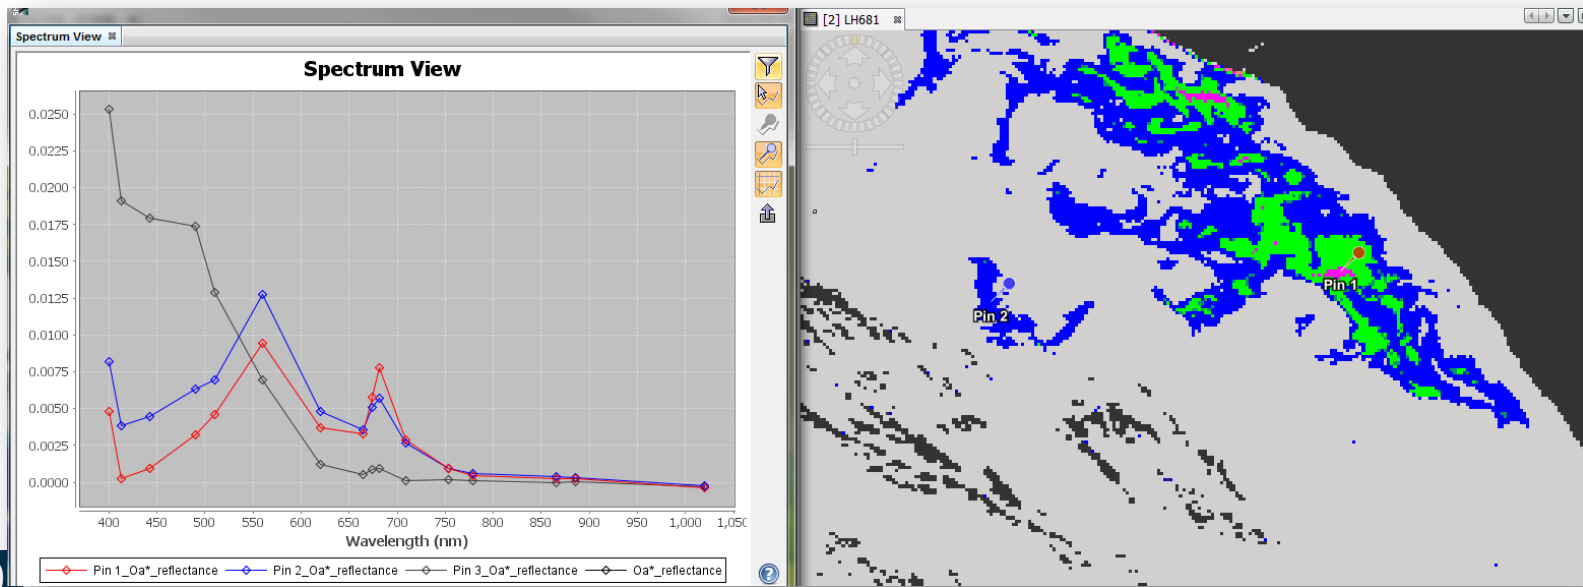 Spectrum View
Spectrum View
0.0250
0.0225
0.0200
0.0175
0.0150
0.0125
0.0100
0.0075
0.0050
0.0025
0.0000
400 450 500 550 600 650 700 750 800 850 900 950 1,000 1,050
Wavelength (nm)
Pin 1_Oa*_reflectance Pin 2_Oa*_reflectance Pin 3_Oa*_reflectance Oa*_reflectance
[2] LH681
Pin 1
Pin 2